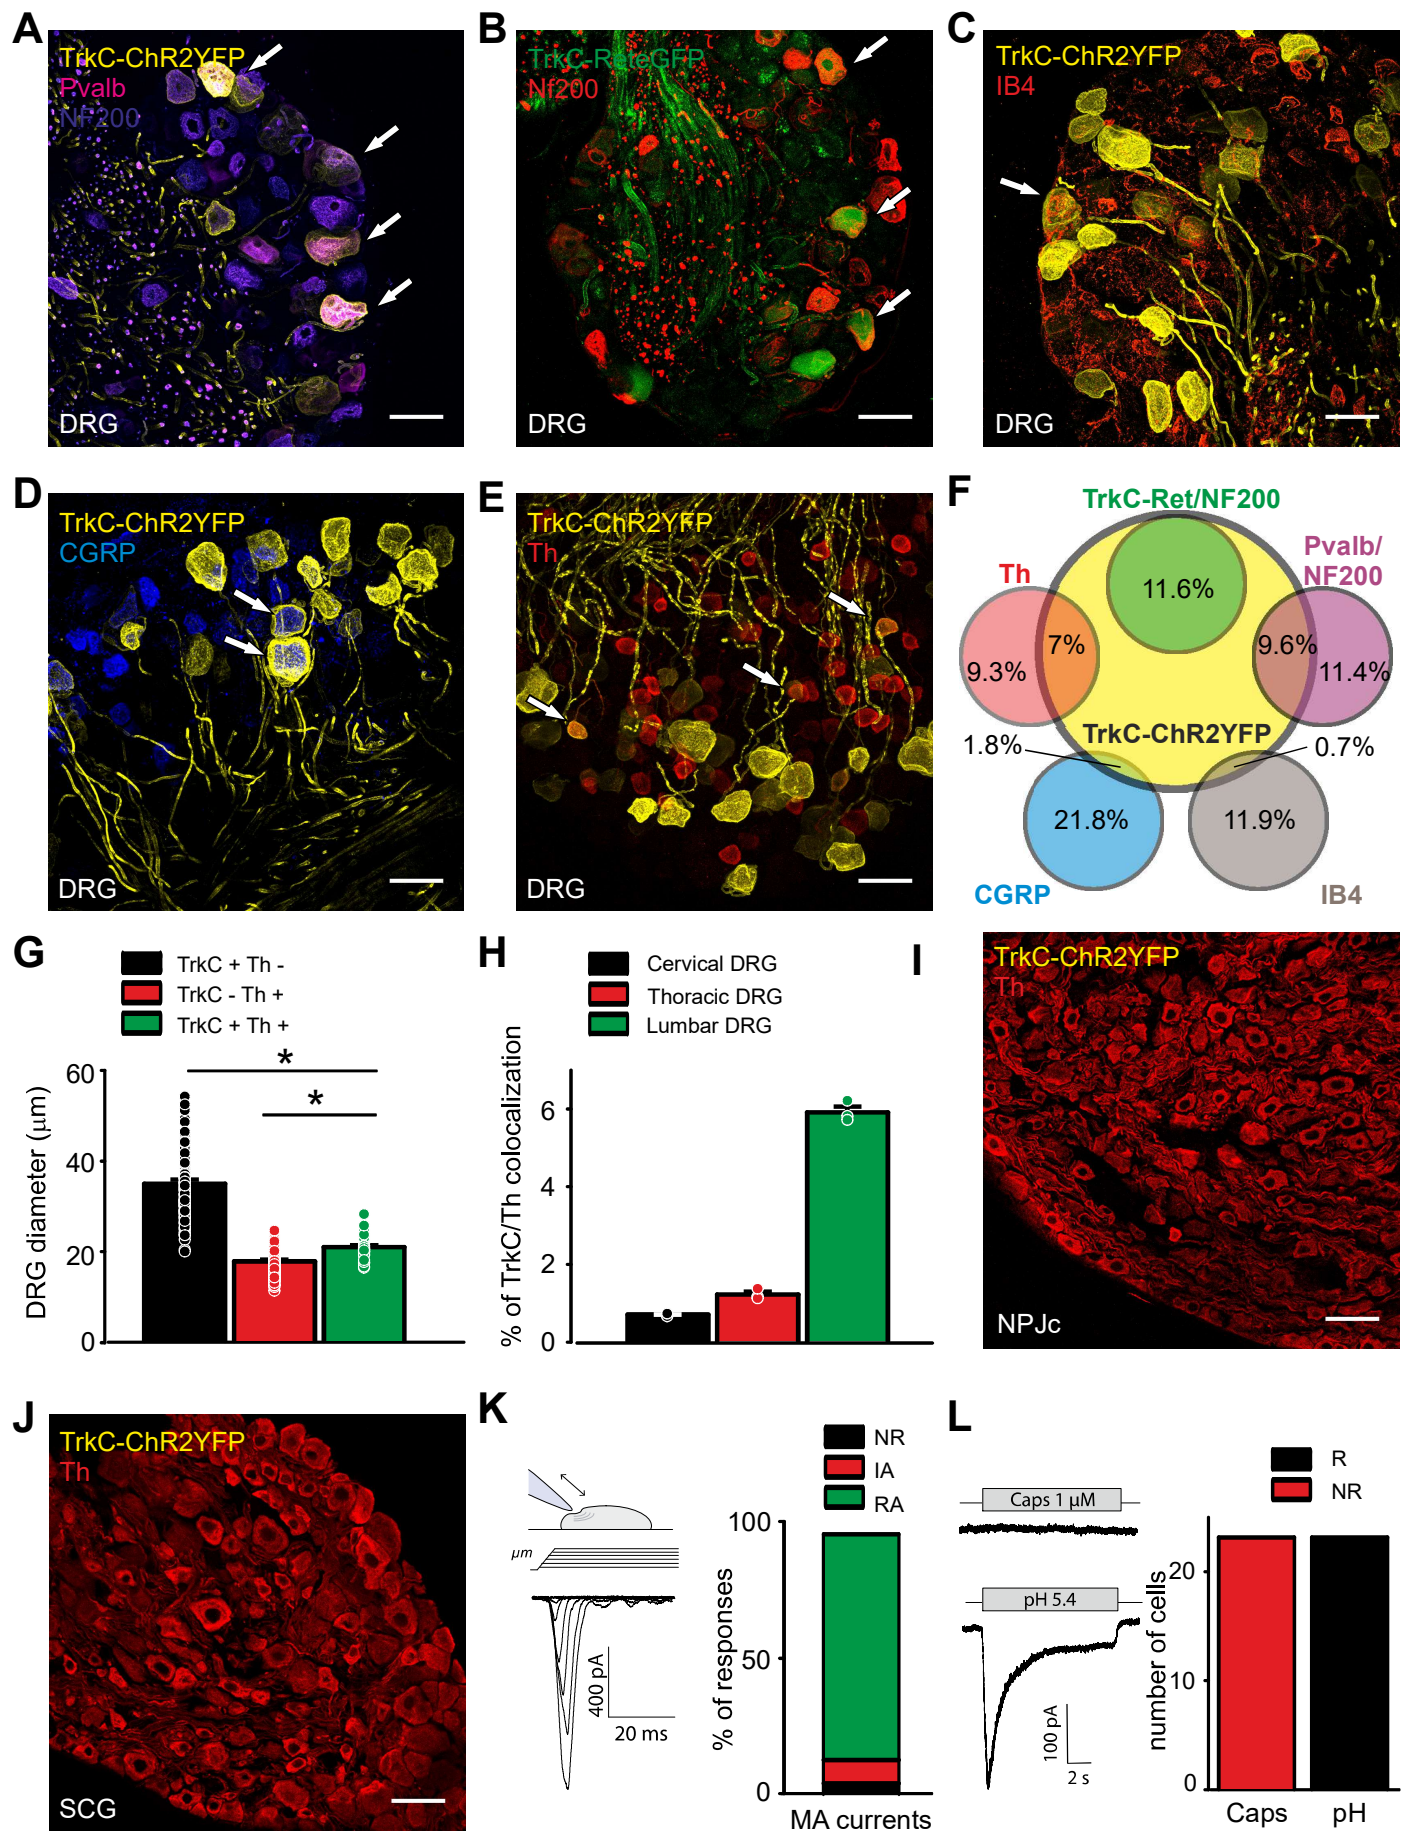 A
TrkC-ChR2YFP
Pvalb
NF200
DRG
B
TrkC-ReteGFP
Nf200
DRG
C
TrkC-ChR2YFP
IB4
DRG
D
TrkC-ChR2YFP
CGRP
DRG
E
TrkC-ChR2YFP
Th
DRG
F
TrkC-Ret/NF200
Pvalb/
NF200
Th
11.6%
7%
9.6%
9.3%
11.4%
TrkC-ChR2YFP
1.8%
0.7%
21.8%
11.9%
CGRP
IB4
G
TrkC + Th -
TrkC - Th +
TrkC + Th +
*
*
DRG diameter (µm)
60
40
20
0
H
Cervical DRG
Thoracic DRG
Lumbar DRG
% of TrkC/Th colocalization
6
4
2
0
I
TrkC-ChR2YFP
Th
NPJc
J
TrkC-ChR2YFP
Th
SCG
K
µm
400 pA
20 ms
NR
IA
RA
% of responses
100
50
0
MA currents
L
Caps 1 µM
pH 5.4
100 pA
2 s
R
NR
number of cells
20
10
0
Caps
pH